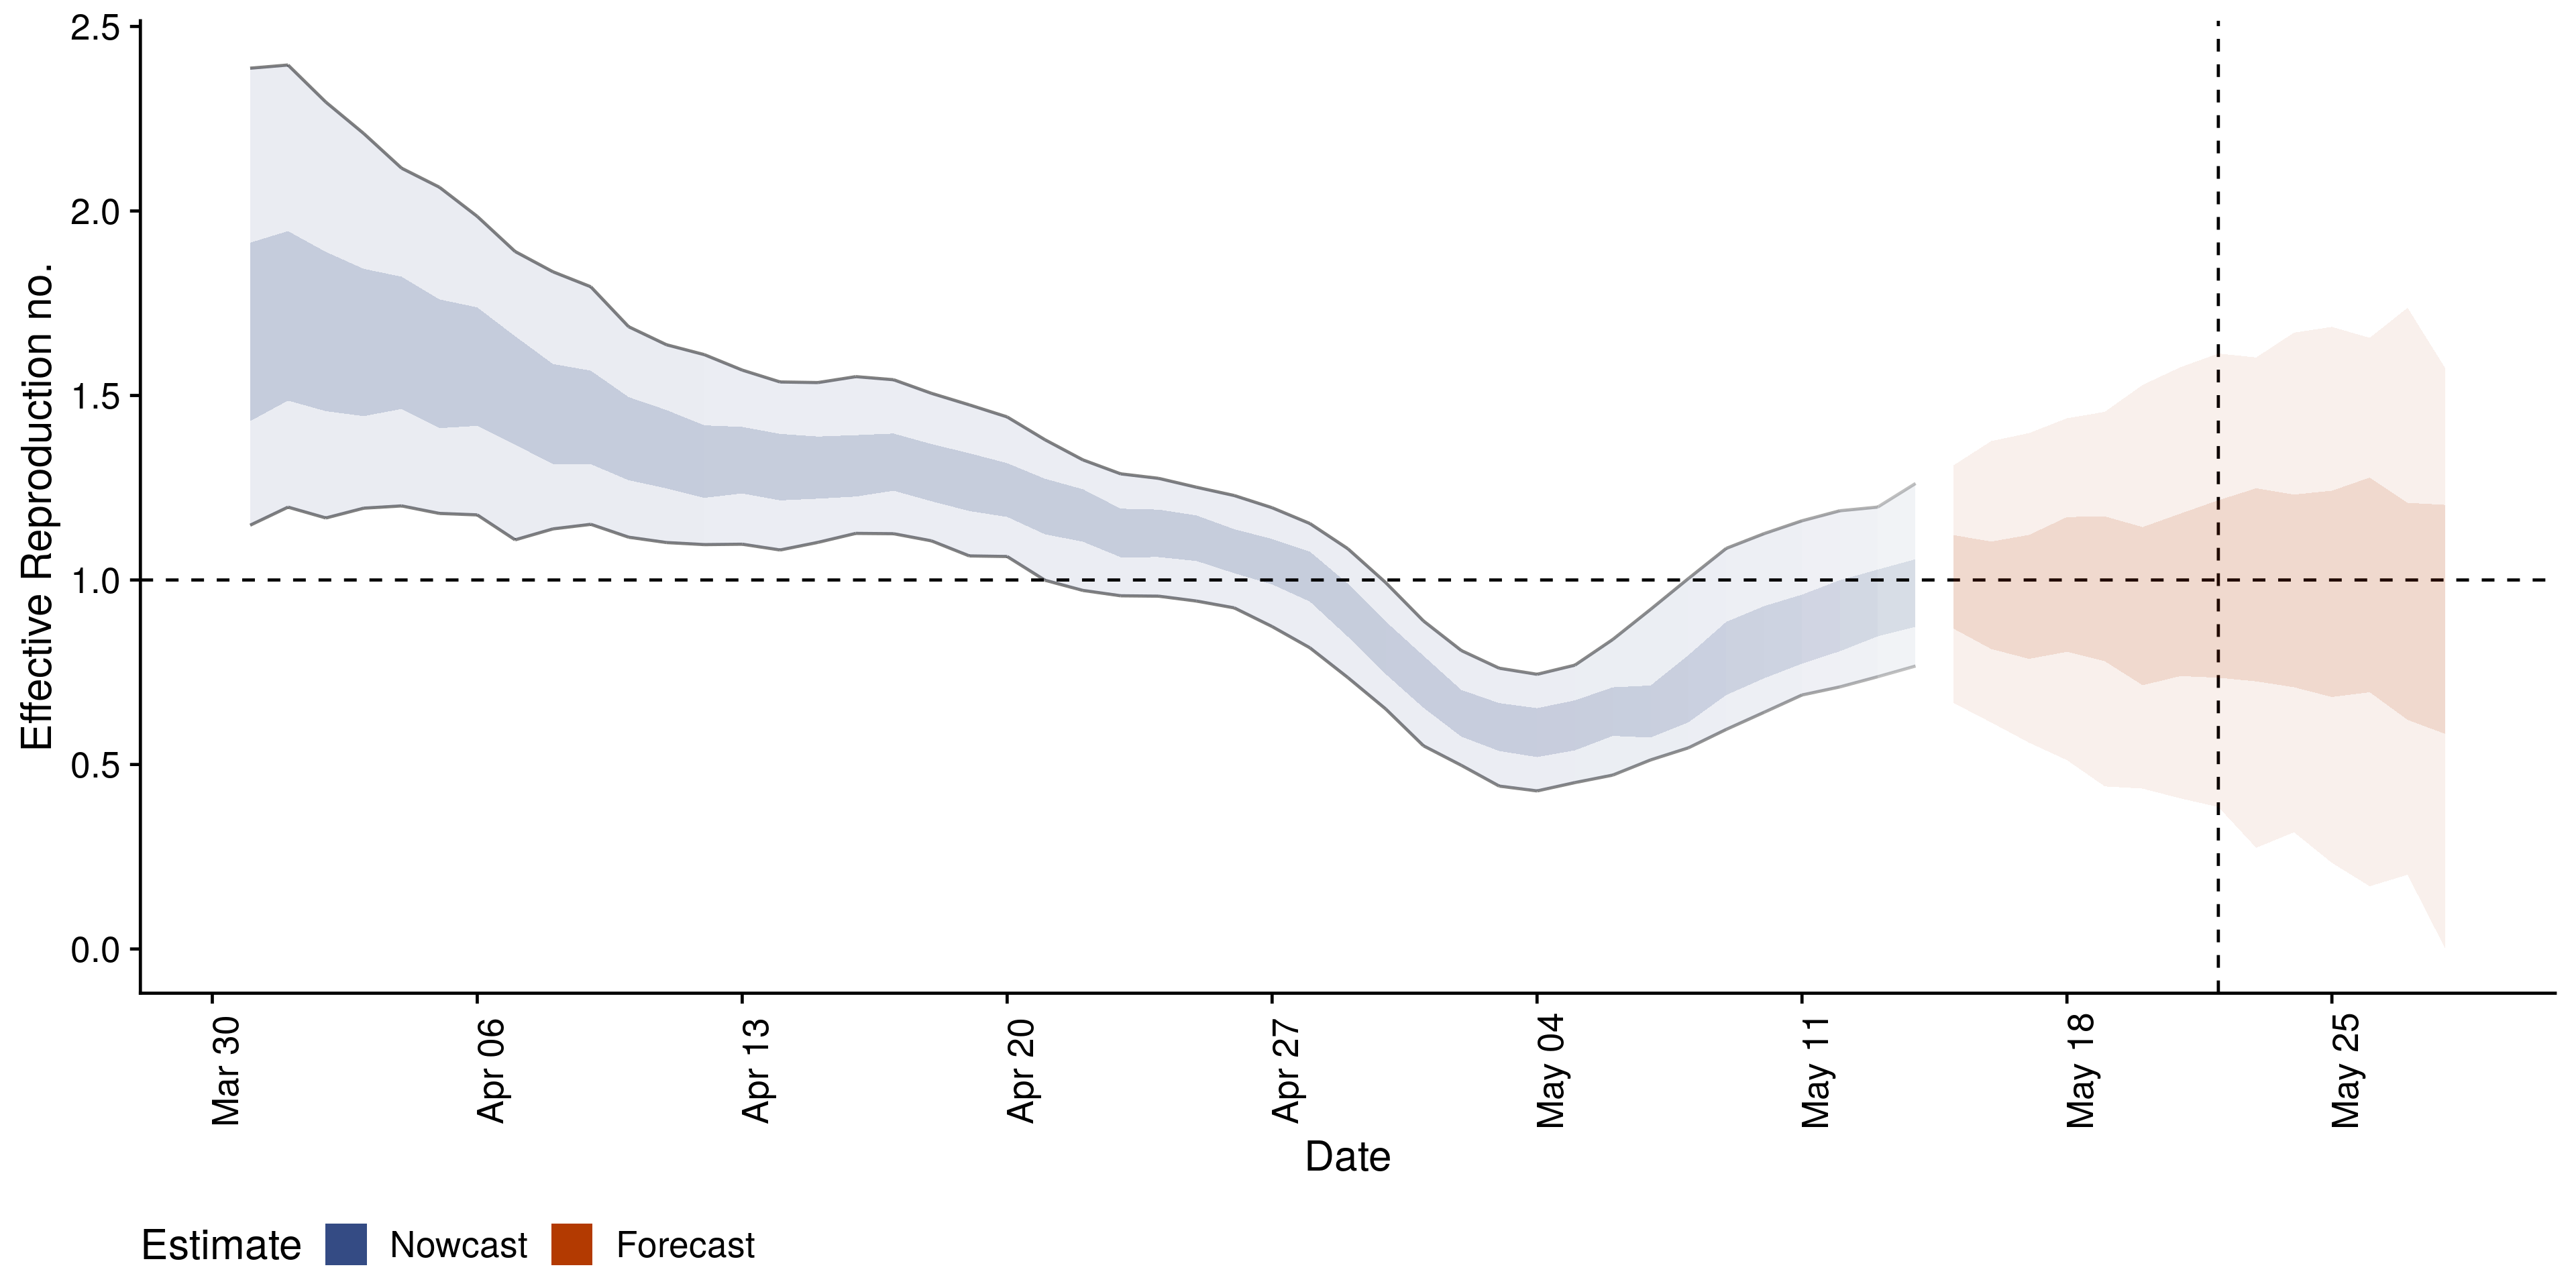 Effective Reproduction no.
2.5
2.0
1.5
1.0
0.5
0.0
Mar 30
Apr 06
Apr 13
Apr 20
Apr 27
May 04
May 11
May 18
May 25
Date
Estimate Nowcast Forecast